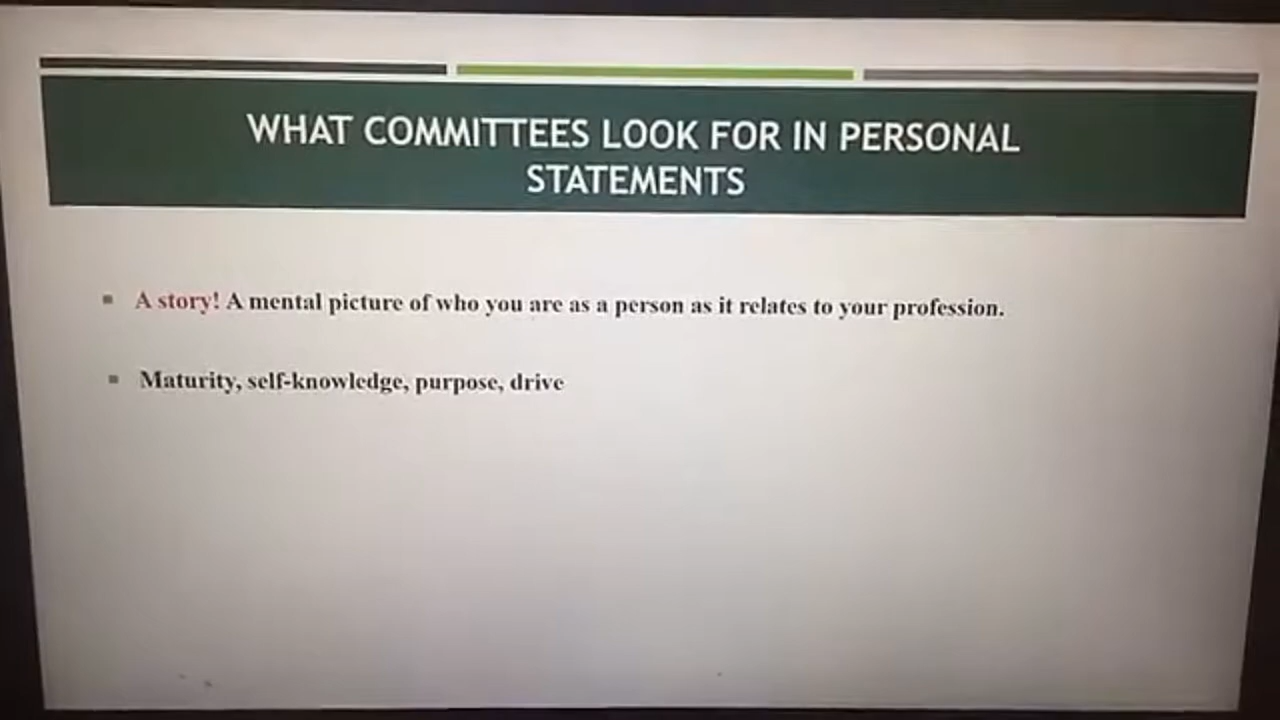 WHAT COMMITTEES LOOK FOR IN PERSONAL
STATEMENTS
A story! A mental picture of who you are as a person as it relates to your profession.
Maturity, self-knowledge, purpose, drive